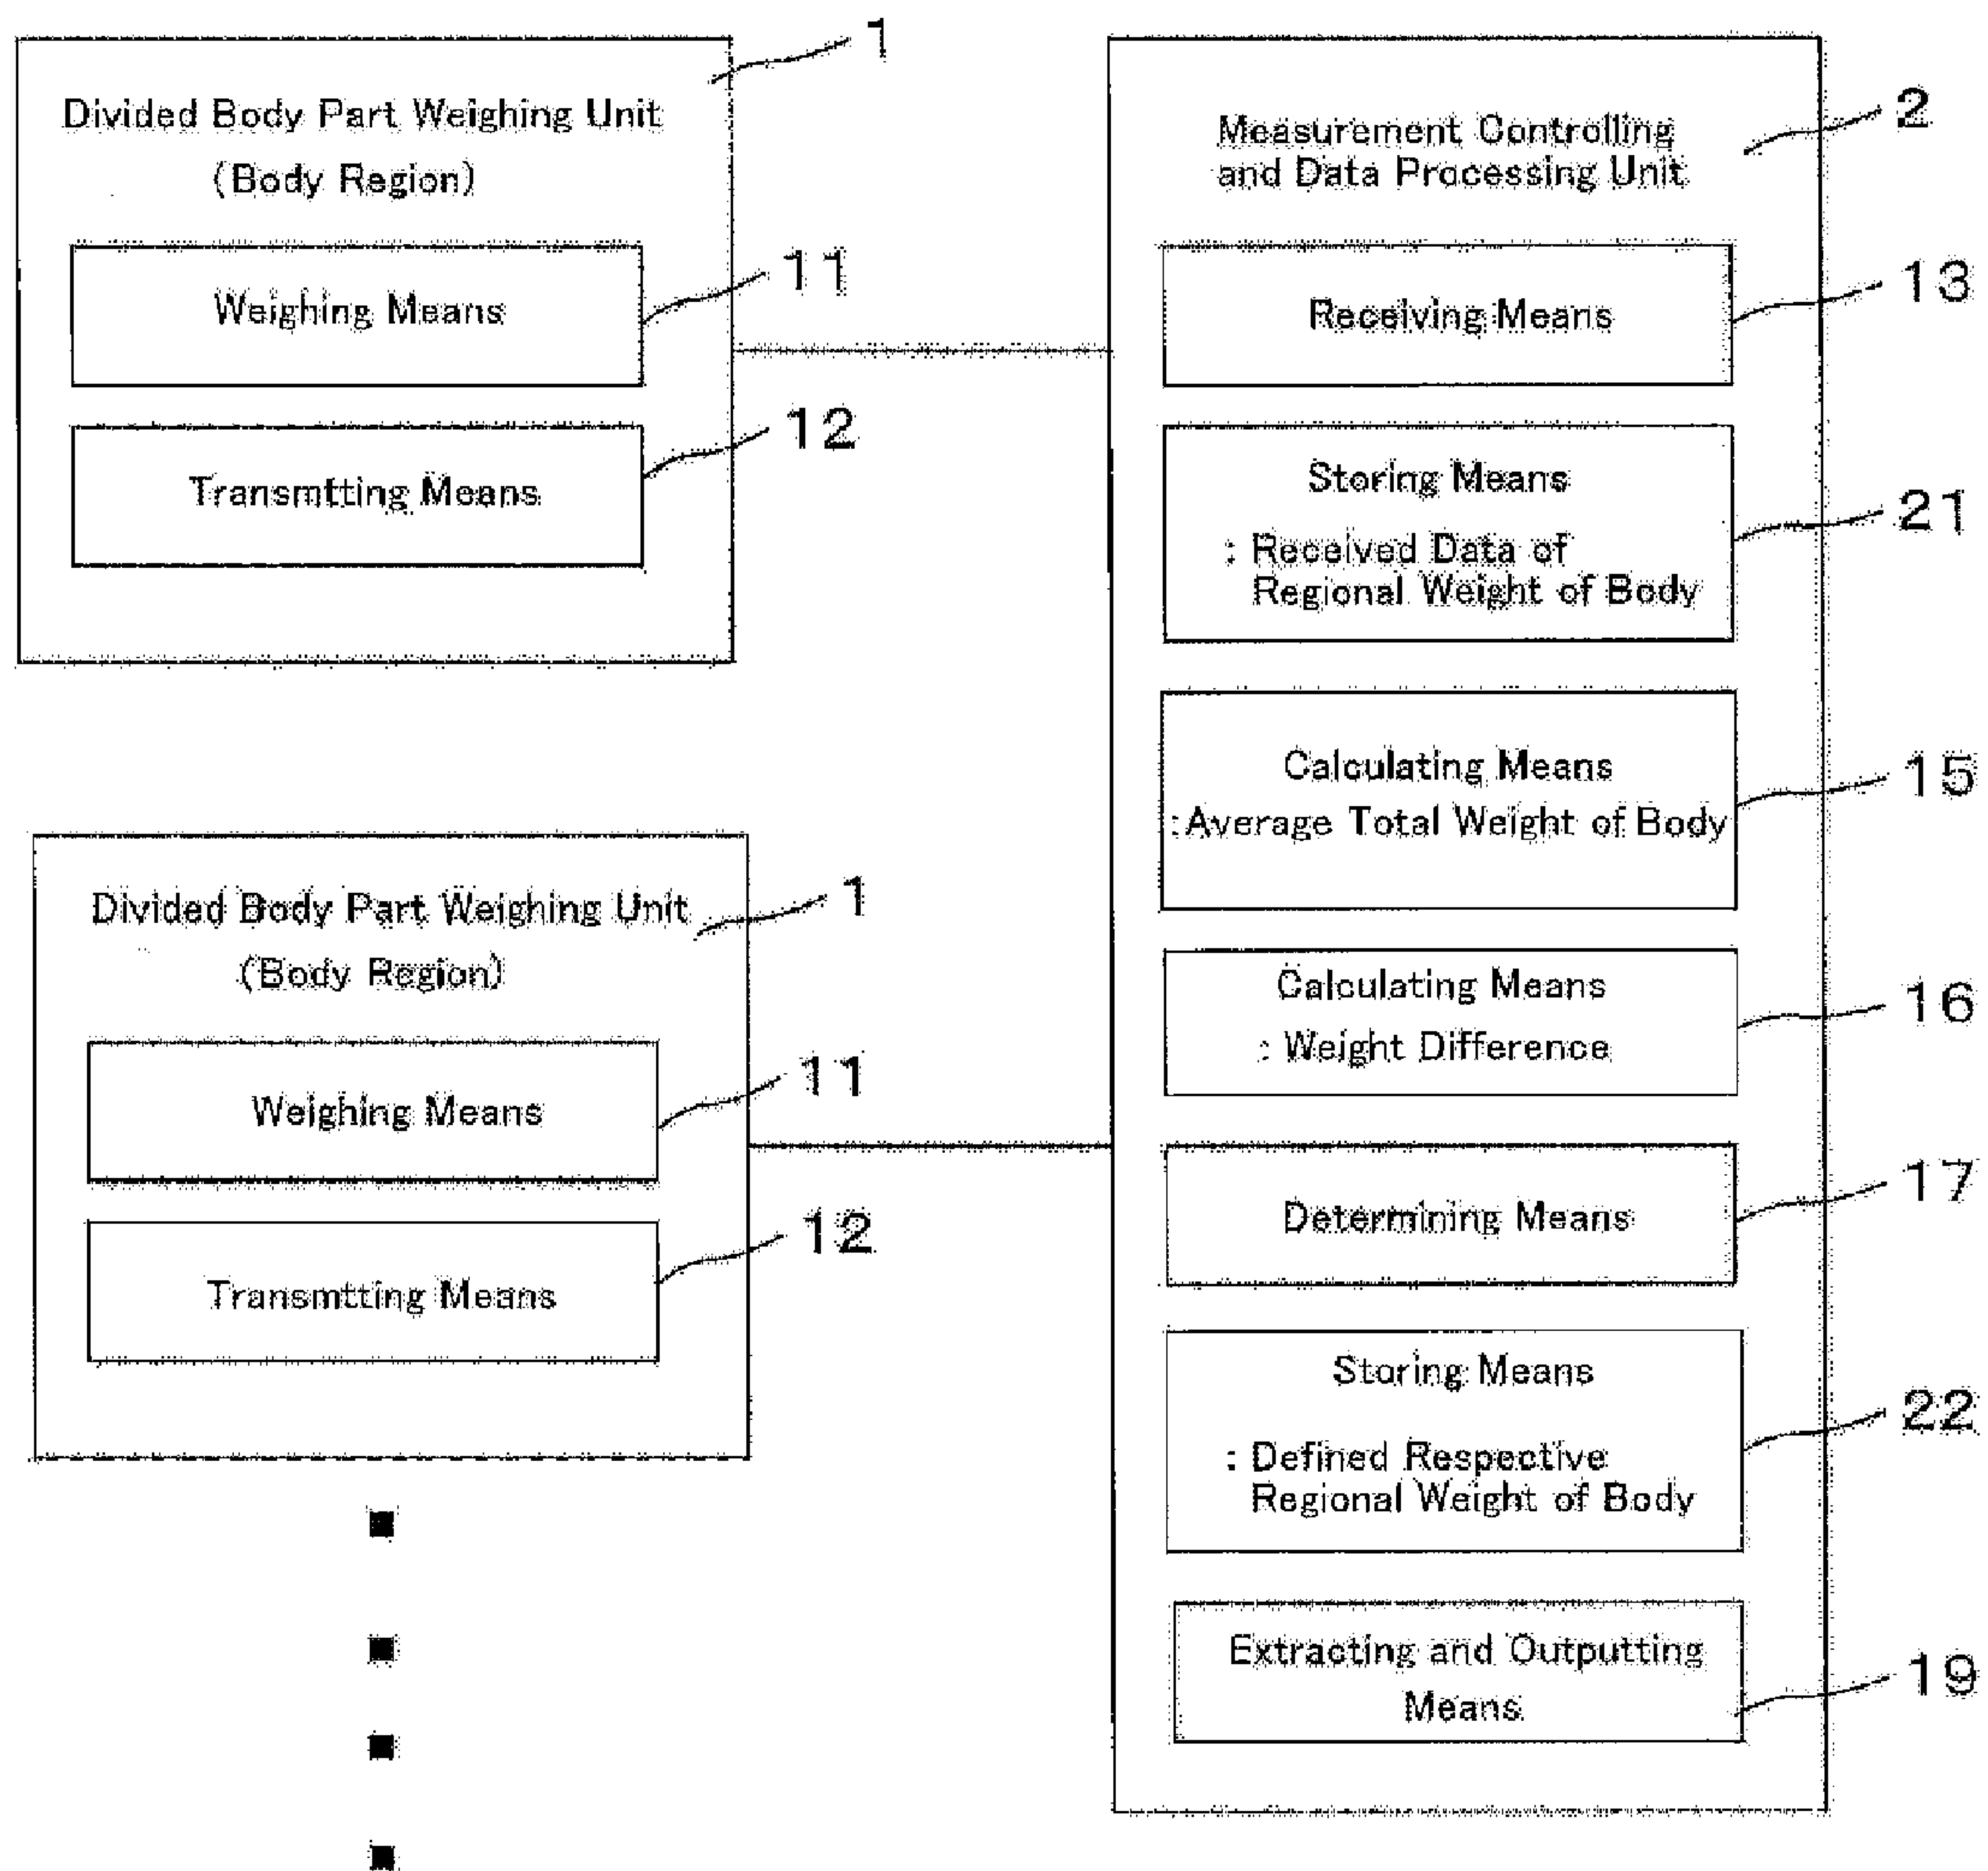 1
Divided Body Part Weighing Unit
(Body Region)
Weighing Means
11
Transmtting Means
12
Divided Body Part Weighing Unit
1
(Body Region)
Weighing Means
11
Transmtting Means
12
2
Measurement Controlling
and Data Processing Unit
Receiving Means
13
Storing Means
: Received Data of
Regional Weight of Body
21
Calculating Means
:Average Total Weight of Body
15
Calculating Means
: Weight Difference
16
Determining Means
17
Storing Means
: Defined Respective
Regional Weight of Body
22
Extracting and Outputting
Means
19